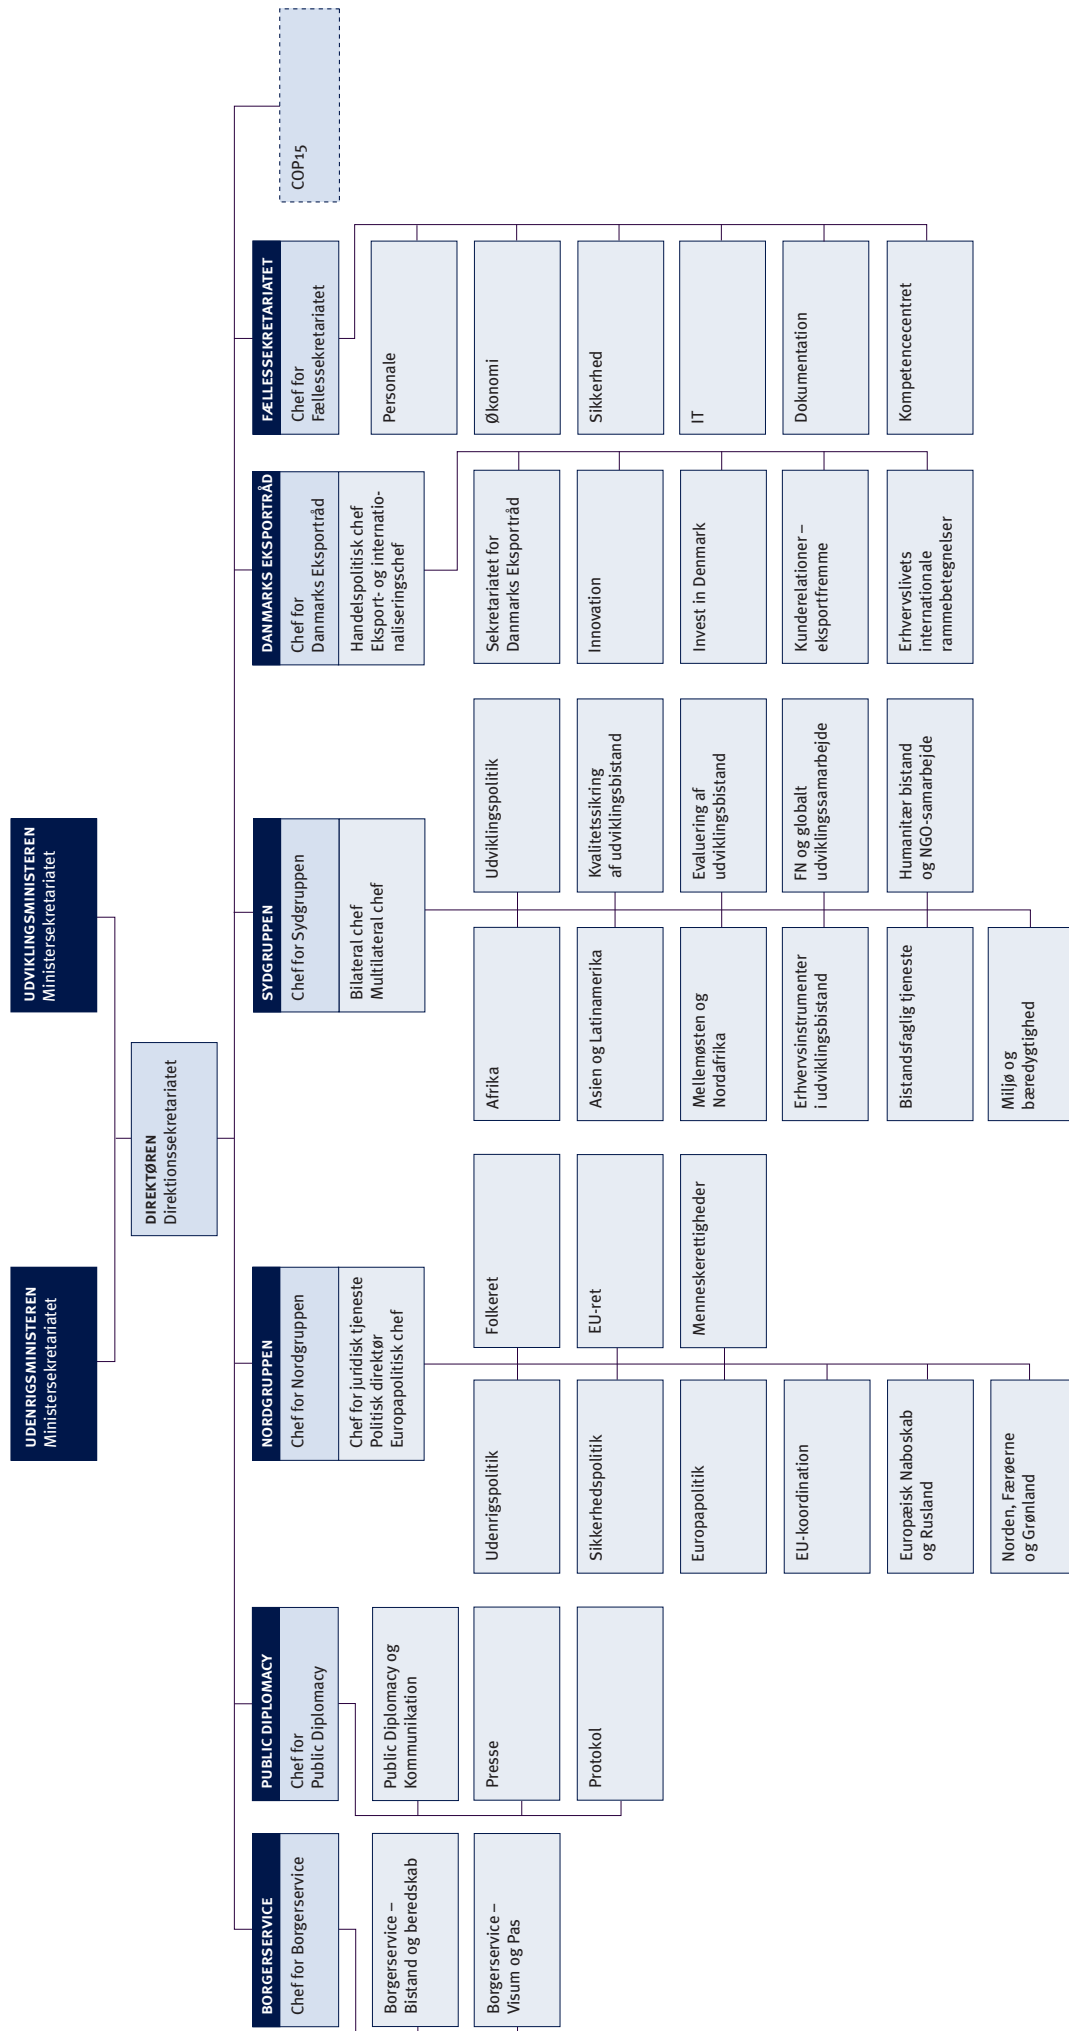 UDENRIGSMINISTEREN
Ministersekretariatet
UDVIKLINGSMINISTEREN
Ministersekretariatet
DIREKTØREN
Direktionssekretariatet
BORGERSERVICE
Chef for Borgerservice
Borgerservice –
Bistand og beredskab
Borgerservice –
Visum og Pas
PUBLIC DIPLOMACY
Chef for
Public Diplomacy
Public Diplomacy og
Kommunikation
Presse
Protokol
NORDGRUPPEN
Chef for Nordgruppen
Chef for juridisk tjeneste
Politisk direktør
Europapolitisk chef
Udenrigspolitik
Sikkerhedspolitik
Europapolitik
EU-koordination
Europæisk Naboskab
og Rusland
Norden, Færøerne
og Grønland
Folkeret
EU-ret
Menneskerettigheder
SYDGRUPPEN
Chef for Sydgruppen
Bilateral chef
Multilateral chef
Afrika
Asien og Latinamerika
Mellemøsten og
Nordafrika
Erhvervsinstrumenter
i udviklingsbistand
Bistandsfaglig tjeneste
Miljø og
bæredygtighed
Udviklingspolitik
Kvalitetssikring
af udviklingsbistand
Evaluering af
udviklingsbistand
FN og globalt
udviklingssamarbejde
Humanitær bistand
og NGO-samarbejde
DANMARKS EKSPORTRÅD
Chef for
Danmarks Eksportråd
Handelspolitisk chef
Eksport- og internatio-
naliseringschef
Sekretariatet for
Danmarks Eksportråd
Innovation
Invest in Denmark
Kunderelationer –
eksportfremme
Erhvervslivets
internationale
rammebetegnelser
FÆLLESSEKRETARIATET
Chef for
Fællessekretariatet
Personale
Økonomi
Sikkerhed
IT
Dokumentation
Kompetencecentret
COP15